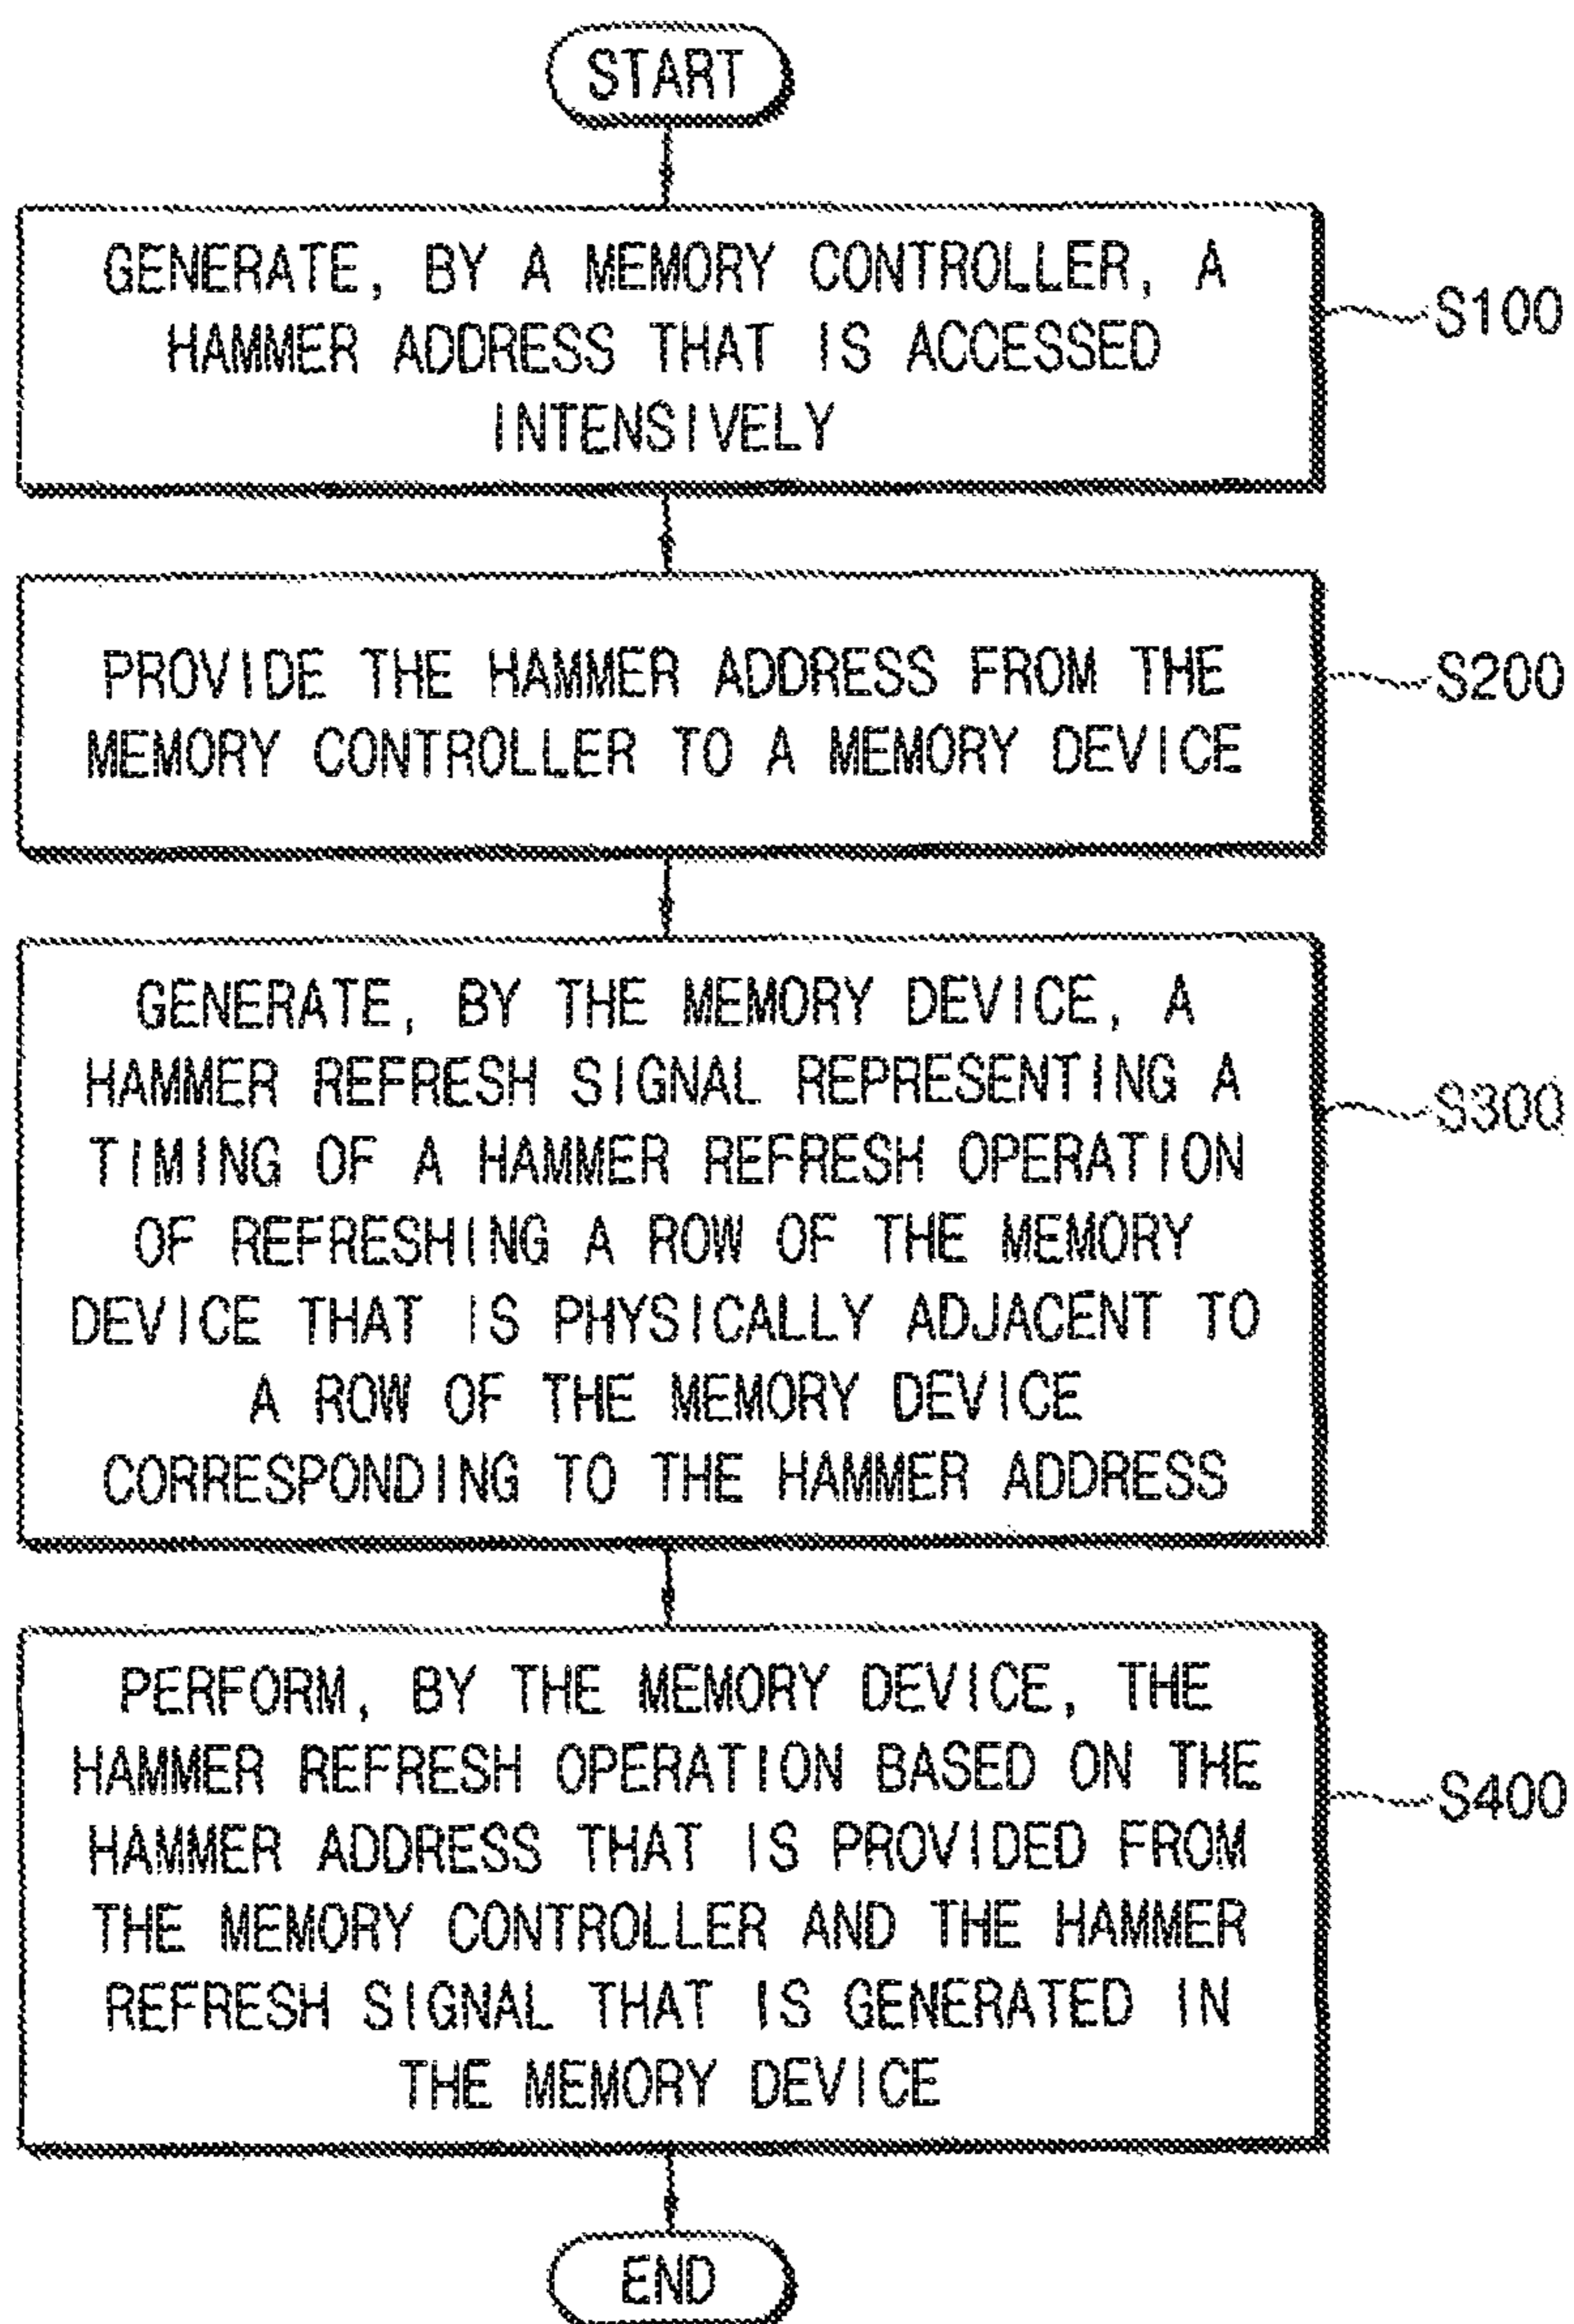 START
GENERATE, BY A MEMORY CONTROLLER, A
HAMMER ADDRESS THAT IS ACCESSED
INTENSIVELY
S100
PROVIDE THE HAMMER ADDRESS FROM THE
MEMORY CONTROLLER TO A MEMORY DEVICE
S200
GENERATE, BY THE MEMORY DEVICE, A
HAMMER REFRESH SIGNAL REPRESENTING A
TIMING OF A HAMMER REFRESH OPERATION
OF REFRESHING A ROW OF THE MEMORY
DEVICE THAT IS PHYSICALLY ADJACENT TO
A ROW OF THE MEMORY DEVICE
CORRESPONDING TO THE HAMMER ADDRESS
S300
PERFORM, BY THE MEMORY DEVICE, THE
HAMMER REFRESH OPERATION BASED ON THE
HAMMER ADDRESS THAT IS PROVIDED FROM
THE MEMORY CONTROLLER AND THE HAMMER
REFRESH SIGNAL THAT IS GENERATED IN
THE MEMORY DEVICE
S400
END